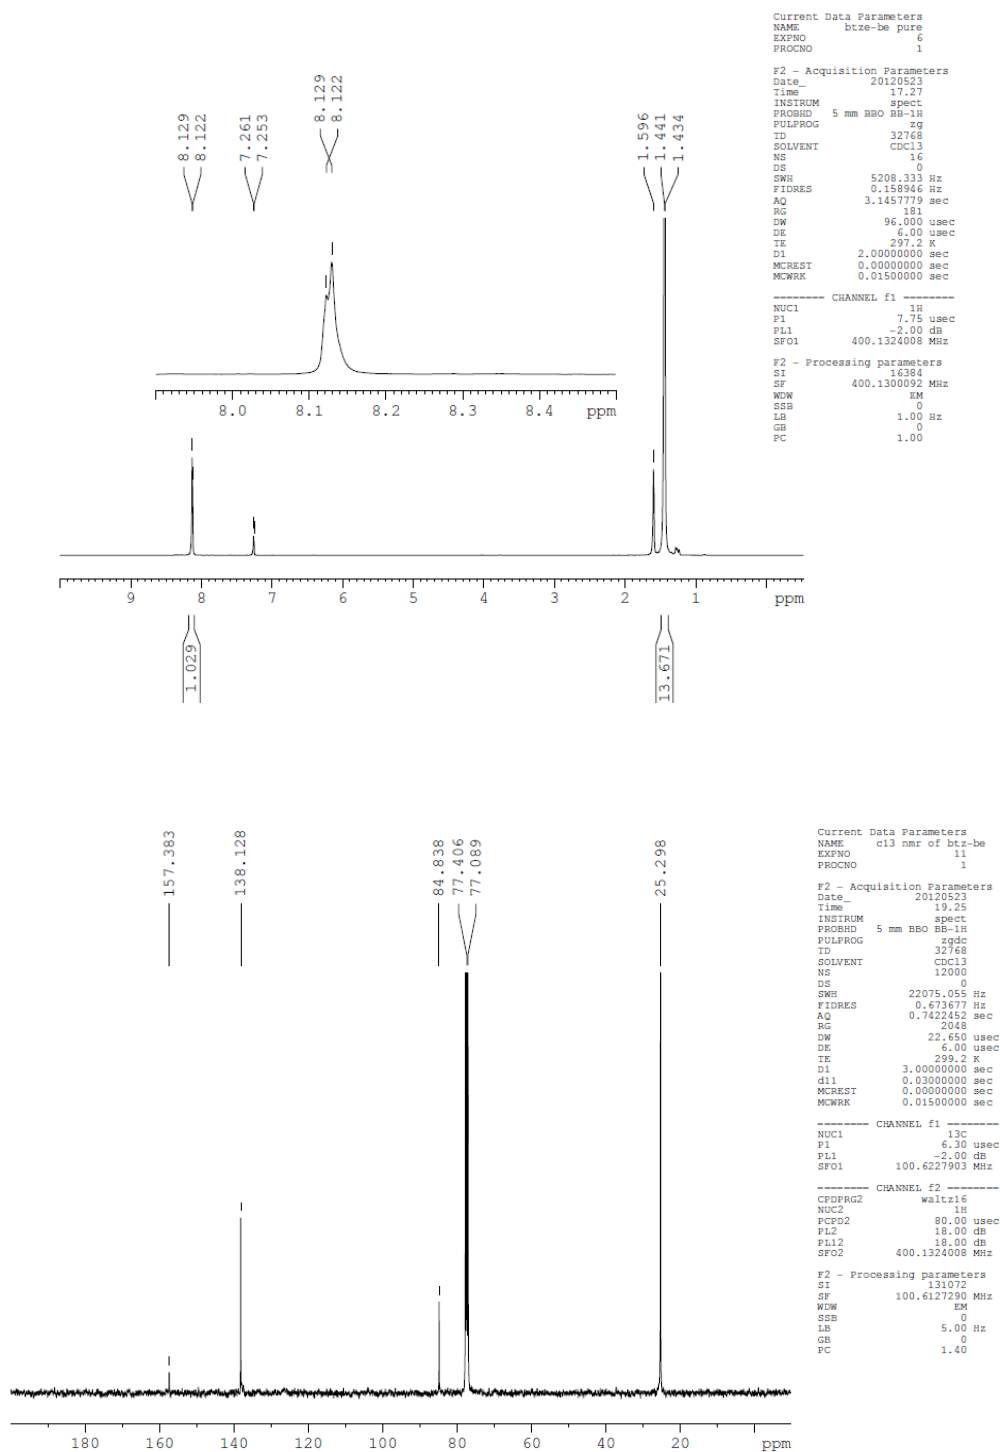 Current Data Parameters
NAME btze-be pure
EXPNO 6
PROCNO 1
F2 - Acquisition Parameters
Date_ 20120523
Time 17.27
INSTRUM spect
PROBHD 5 mm BBO BB-1H
PULPROG zg
TD 32768
SOLVENT CDCl3
NS 16
DS 0
SWH 5208.333 Hz
FIDRES 0.158946 Hz
AQ 3.1457779 sec
RG 181
DW 96.000 usec
DE 6.00 usec
TE 297.2 K
D1 2.00000000 sec
MCREST 0.00000000 sec
MCWRK 0.01500000 sec
======== CHANNEL f1 ========
NUC1 1H
P1 7.75 usec
PL1 -2.00 dB
SFO1 400.1324008 MHz
F2 - Processing parameters
SI 16384
SF 400.1300092 MHz
WDW EM
SSB 0
LB 1.00 Hz
GB 0
PC 1.00
8.129
8.122
7.261
7.253
8.129
8.122
1.596
1.441
1.434
8.0 8.1 8.2 8.3 8.4 ppm
9 8 7 6 5 4 3 2 1 ppm
1.029
13.671
Current Data Parameters
NAME c13 nmr of btz-be
EXPNO 11
PROCNO 1
F2 - Acquisition Parameters
Date_ 20120523
Time 19.25
INSTRUM spect
PROBHD 5 mm BBO BB-1H
PULPROG zgdc
TD 32768
SOLVENT CDCl3
NS 12000
DS 0
SWH 22075.055 Hz
FIDRES 0.673677 Hz
AQ 0.7422452 sec
RG 2048
DW 22.650 usec
DE 6.00 usec
TE 299.2 K
D1 3.00000000 sec
d11 0.03000000 sec
MCREST 0.00000000 sec
MCWRK 0.01500000 sec
======== CHANNEL f1 ========
NUC1 13C
P1 6.30 usec
PL1 -2.00 dB
SFO1 100.6227903 MHz
======== CHANNEL f2 ========
CPDPRG2 waltz16
NUC2 1H
PCPD2 80.00 usec
PL2 18.00 dB
PL12 18.00 dB
SFO2 400.1324008 MHz
F2 - Processing parameters
SI 131072
SF 100.6127290 MHz
WDW EM
SSB 0
LB 5.00 Hz
GB 0
PC 1.40
157.383
138.128
84.838
77.406
77.089
25.298
180 160 140 120 100 80 60 40 20 ppm